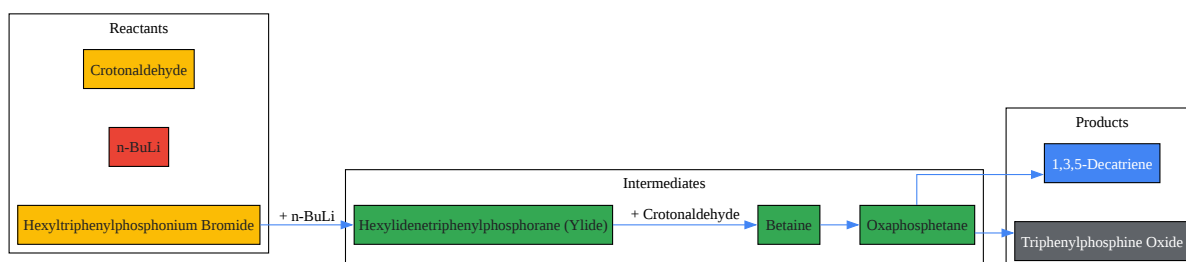 Reactants
Crotonaldehyde
n-BuLi
Hexyltriphenylphosphonium Bromide
+ n-BuLi
Intermediates
Hexylidenetriphenylphosphorane (Ylide)
+ Crotonaldehyde
Betaine
Oxaphosphetane
Products
1,3,5-Decatriene
Triphenylphosphine Oxide